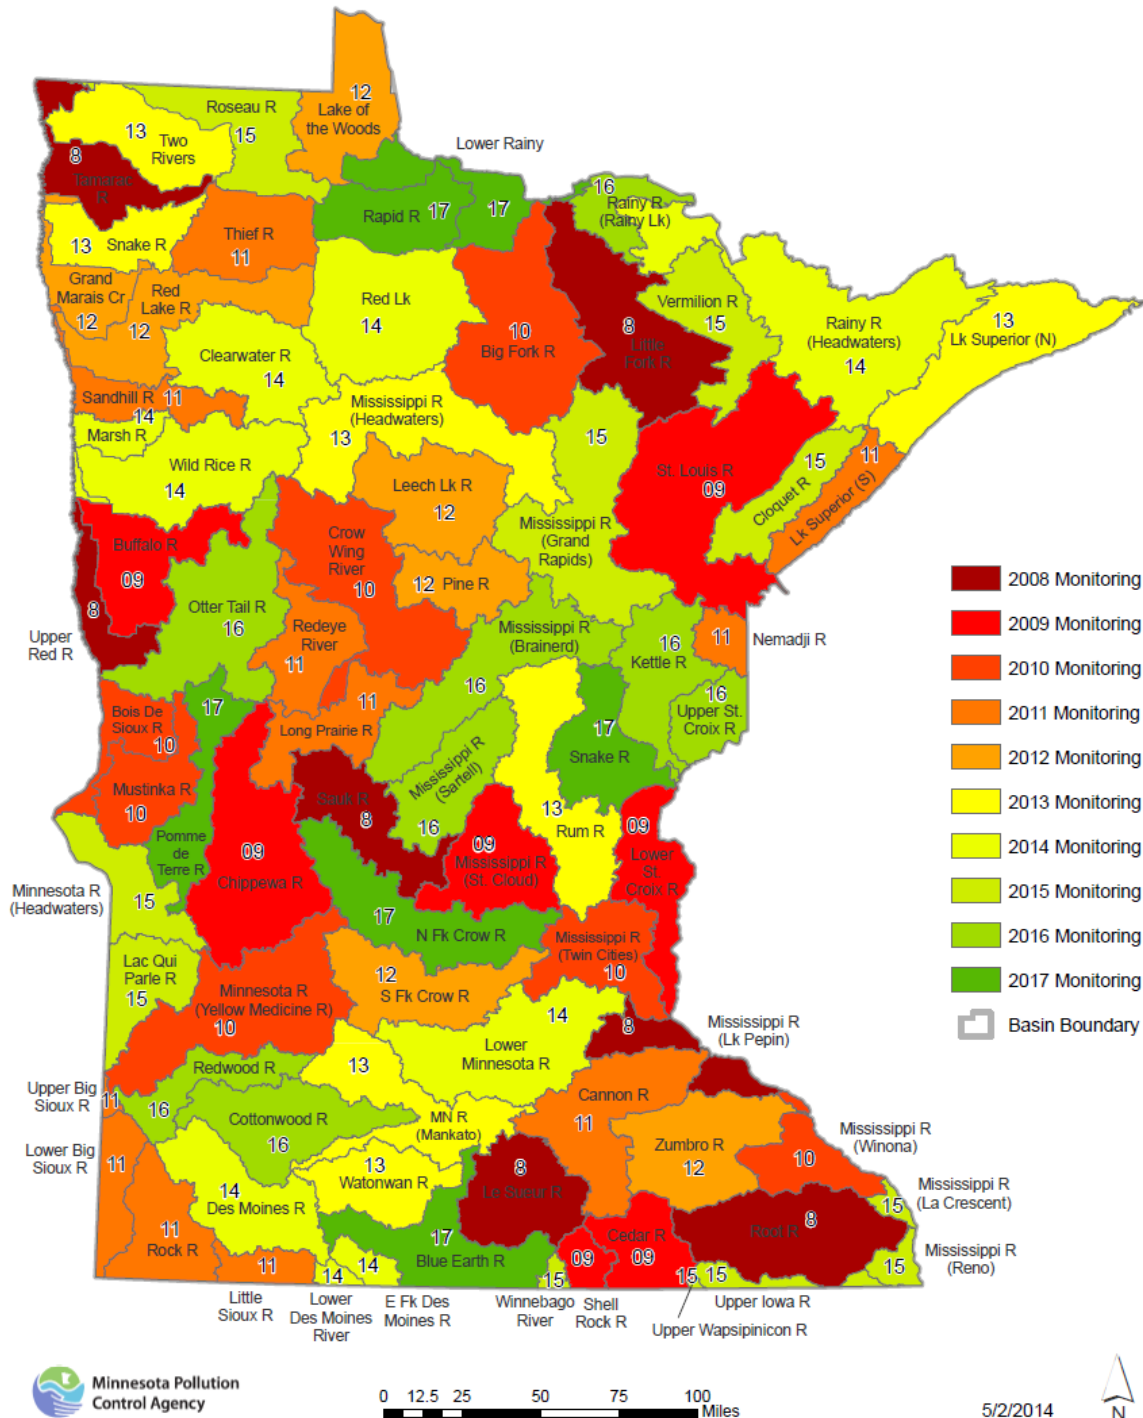 12
Lake of
the Woods
Roseau R
15
13
Two
Rivers
8
Tamarac
R
Lower Rainy
16
Rainy R
(Rainy Lk)
Rapid R
17
17
13
Snake R
Thief R
11
Grand
Marais Cr
12
Red
Lake R
12
Red Lk
14
10
Big Fork R
8
Little
Fork R
Vermilion R
15
Rainy R
(Headwaters)
14
13
Lk Superior (N)
Clearwater R
14
Sandhill R
11
14
Marsh R
Mississippi R
(Headwaters)
13
15
Wild Rice R
14
Leech Lk R
12
St. Louis R
09
15
Cloquet R
11
Lk Superior (S)
Mississippi R
(Grand
Rapids)
Buffalo R
09
8
Upper
Red R
Crow
Wing
River
10
12
Pine R
Otter Tail R
16
Redeye
River
11
Mississippi R
(Brainerd)
16
16
Kettle R
11
Nemadji R
16
Upper St.
Croix R
17
Bois De
Sioux R
10
11
Long Prairie R
Mississippi R
(Sartell)
16
17
Snake R
Mustinka R
10
Sauk R
8
13
Rum R
Pomme
de
Terre R
09
Chippewa R
09
Mississippi R
(St. Cloud)
09
Lower
St.
Croix R
Minnesota R
(Headwaters)
15
17
N Fk Crow R
Mississippi R
(Twin Cities)
10
Lac Qui
Parle R
15
12
S Fk Crow R
Minnesota R
(Yellow Medicine R)
10
14
Lower
Minnesota R
8
Mississippi R
(Lk Pepin)
Redwood R
16
13
Cannon R
11
Upper Big
Sioux R
11
Cottonwood R
16
MN R
(Mankato)
Zumbro R
12
Mississippi R
(Winona)
10
Lower Big
Sioux R
11
13
Watonwan R
8
Le Sueur R
14
Des Moines R
Mississippi R
(La Crescent)
15
11
Rock R
17
Blue Earth R
Cedar R
09
09
Root R
8
Mississippi R
(Reno)
15
11
14
14
15
15
15
Little
Sioux R
Lower
Des Moines
River
E Fk Des
Moines R
Winnebago
River
Shell
Rock R
Upper Iowa R
Upper Wapsipinicon R
2008 Monitoring
2009 Monitoring
2010 Monitoring
2011 Monitoring
2012 Monitoring
2013 Monitoring
2014 Monitoring
2015 Monitoring
2016 Monitoring
2017 Monitoring
Basin Boundary
Minnesota Pollution
Control Agency
0 12.5 25 50 75 100
Miles
5/2/2014
N